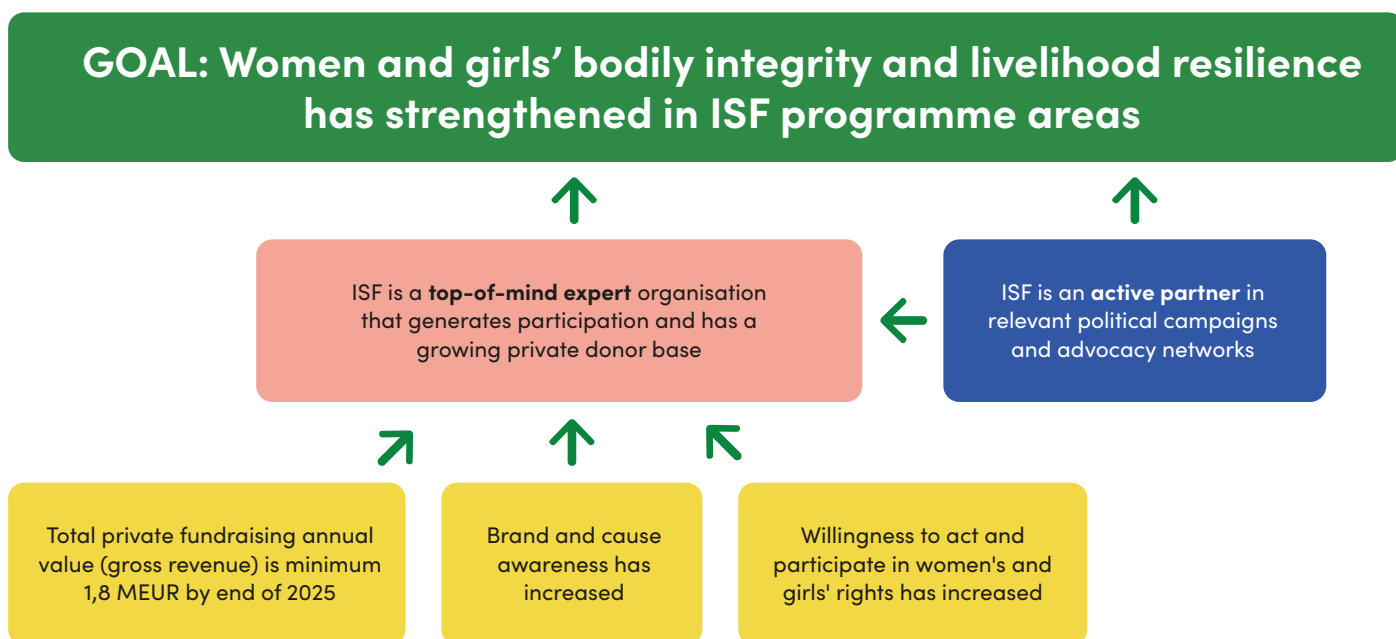 GOAL: Women and girls’ bodily integrity and livelihood resilience
has strengthened in ISF programme areas
ISF is a top-of-mind expert organisation
that generates participation and has a
growing private donor base
ISF is an active partner in
relevant political campaigns
and advocacy networks
Total private fundraising annual
value (gross revenue) is minimum
1,8 MEUR by end of 2025
Brand and cause
awareness has
increased
Willingness to act and
participate in women's and
girls' rights has increased